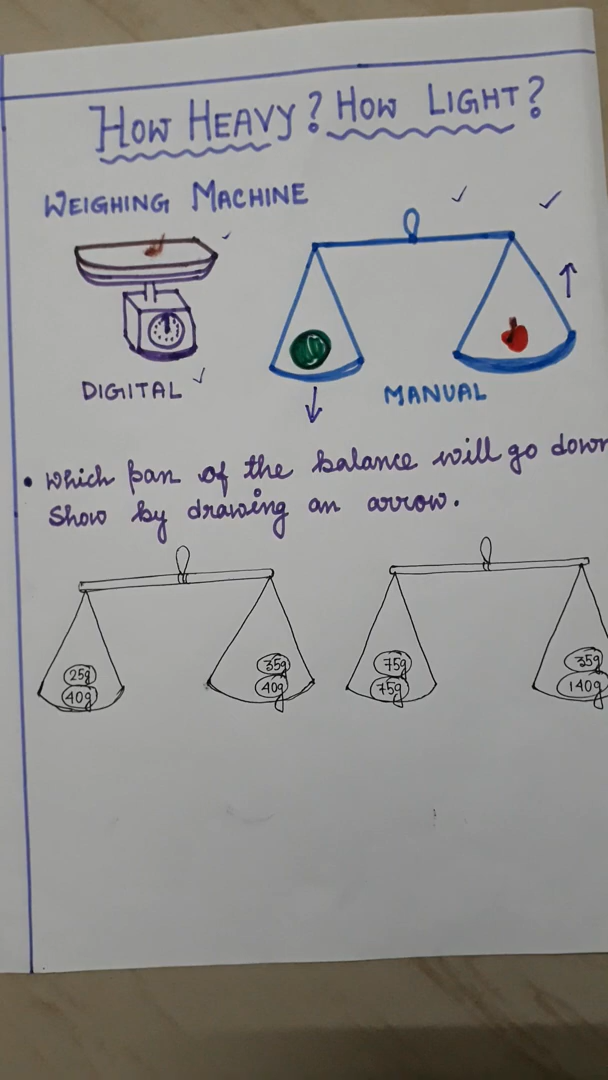 HOW HEAVY? HOW LIGHT?
WEIGHING MACHINE
DIGITAL
MANUAL
• Which pan of the balance will go down
Show by drawing an arrow.
25g 35g 75g 35g
40g 40g 75g 140g